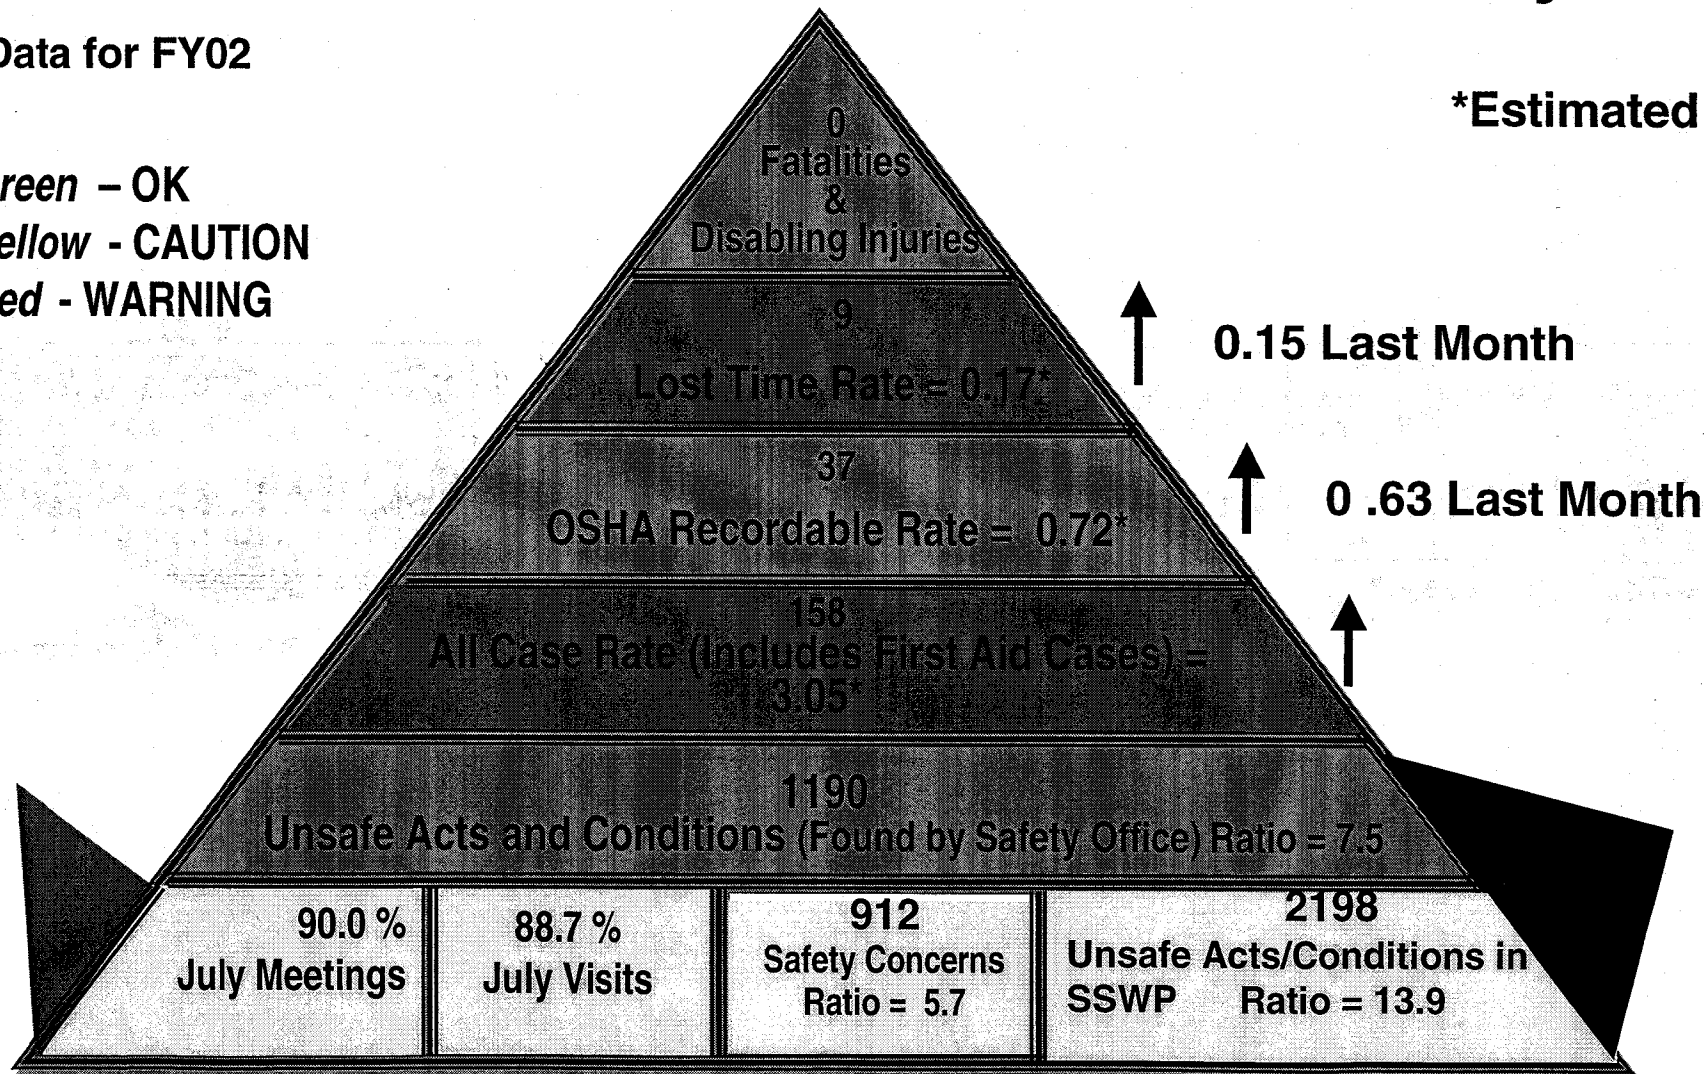 Data for FY02
*Estimated
reen – OK
ellow - CAUTION
ed - WARNING
0
Fatalities
&
Disabling Injuries
9
Lost Time Rate = 0.17*
0.15 Last Month
37
OSHA Recordable Rate = 0.72*
0 .63 Last Month
158
All Case Rate (Includes First Aid Cases) =
3.05*
1190
Unsafe Acts and Conditions (Found by Safety Office) Ratio = 7.5
90.0 %
July Meetings
88.7 %
July Visits
912
Safety Concerns
Ratio = 5.7
2198
Unsafe Acts/Conditions in
SSWP Ratio = 13.9